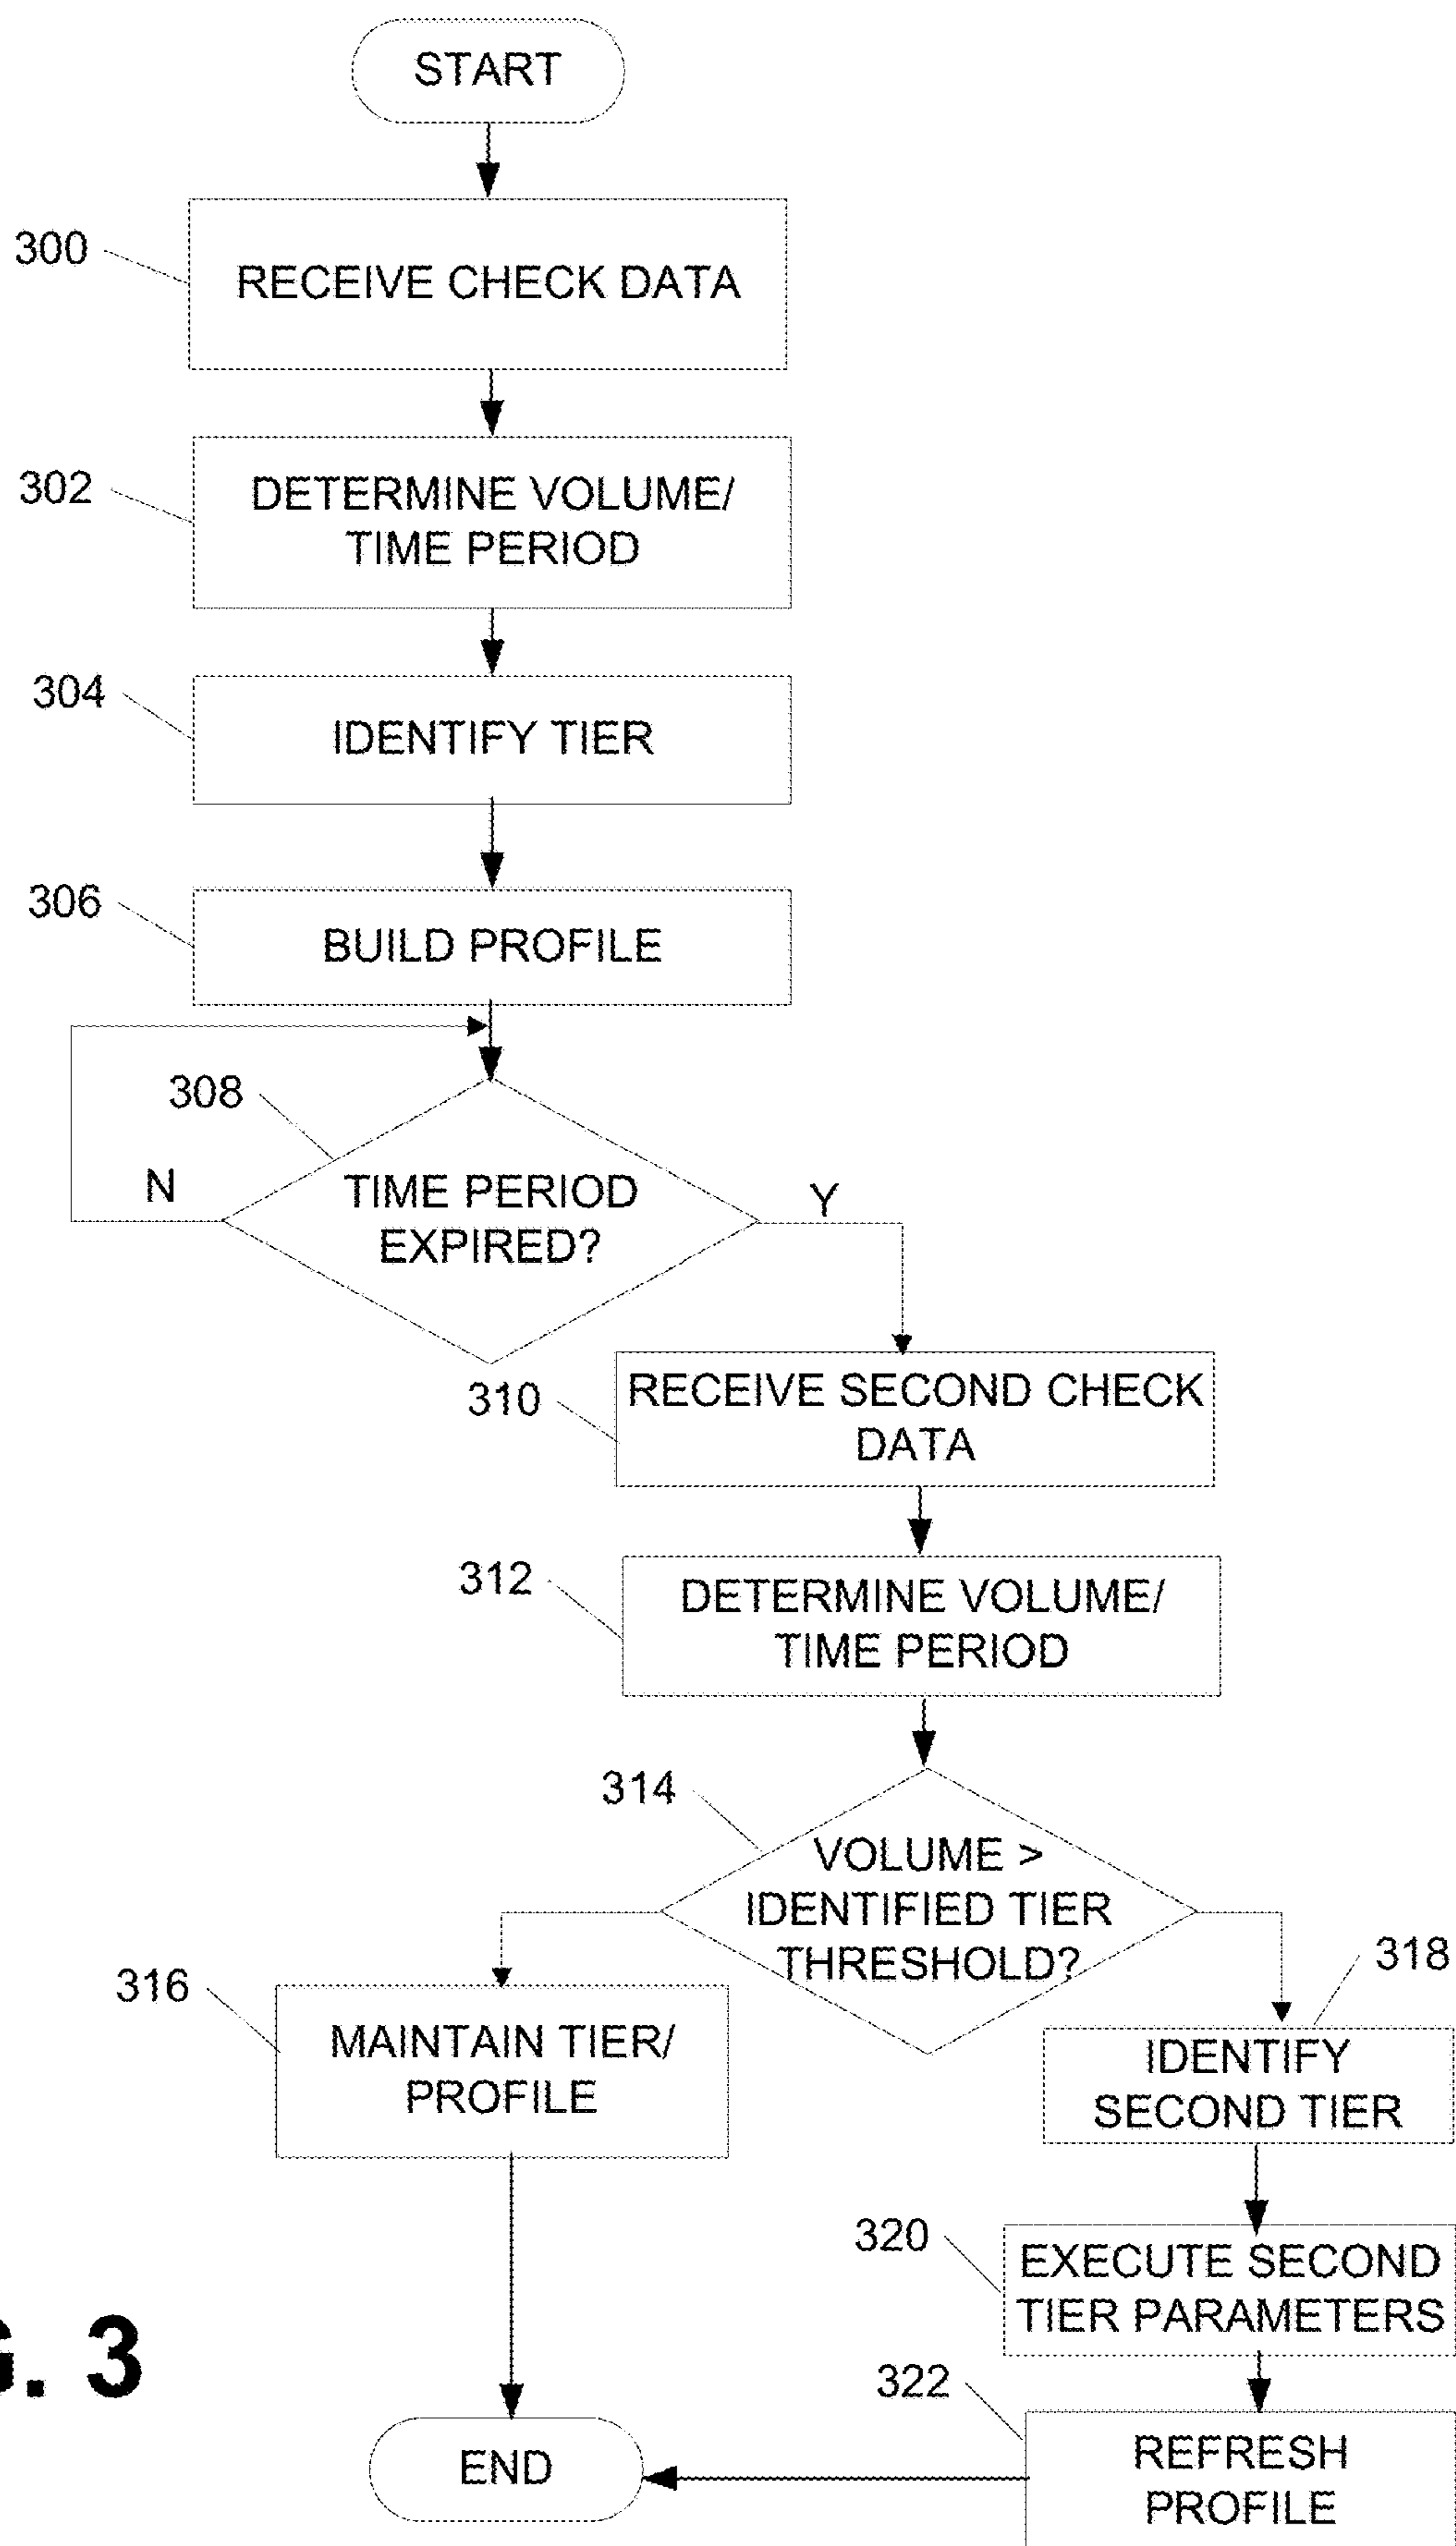 START
300
RECEIVE CHECK DATA
302
DETERMINE VOLUME/
TIME PERIOD
304
IDENTIFY TIER
306
BUILD PROFILE
308
N
TIME PERIOD
EXPIRED?
Y
310
RECEIVE SECOND CHECK
DATA
312
DETERMINE VOLUME/
TIME PERIOD
314
VOLUME >
IDENTIFIED TIER
THRESHOLD?
316
MAINTAIN TIER/
PROFILE
318
IDENTIFY
SECOND TIER
320
EXECUTE SECOND
TIER PARAMETERS
322
REFRESH
PROFILE
END
G. 3